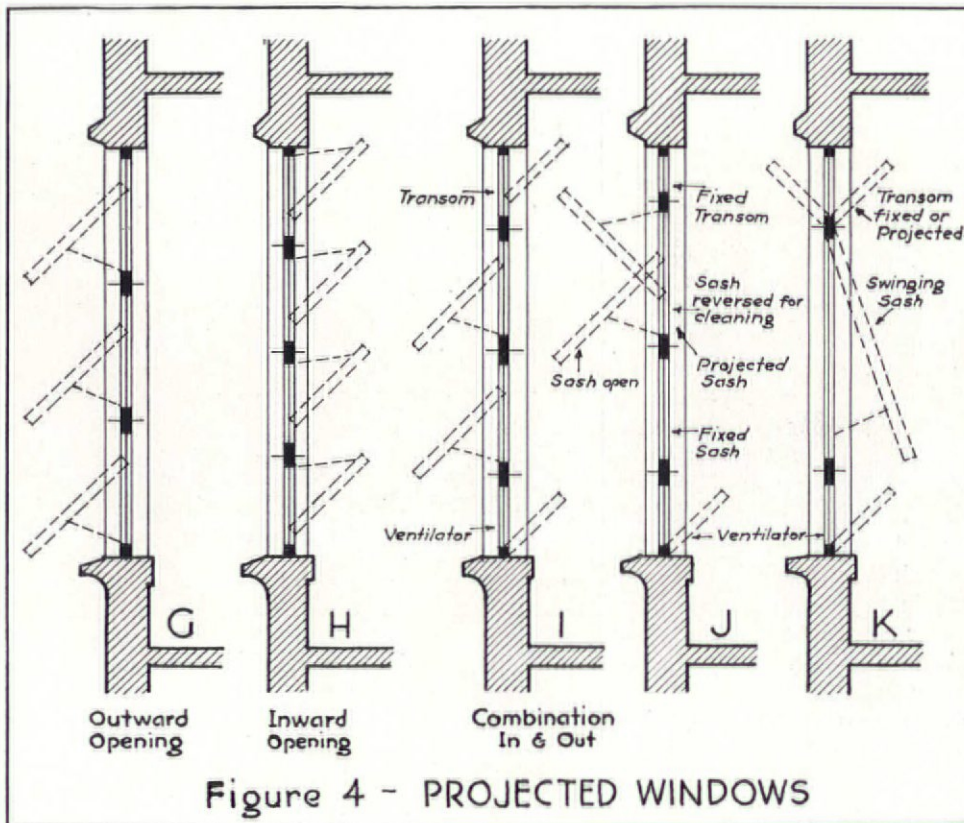 Transom
Fixed
Transom
Transom
fixed or
Projected
Sash
reversed for
cleaning
Swinging
Sash
Sash open
Projected
Sash
Fixed
Sash
Ventilator
Ventilator
G
H
I
J
K
Outward
Opening
Inward
Opening
Combination
In & Out
Figure 4 - PROJECTED WINDOWS